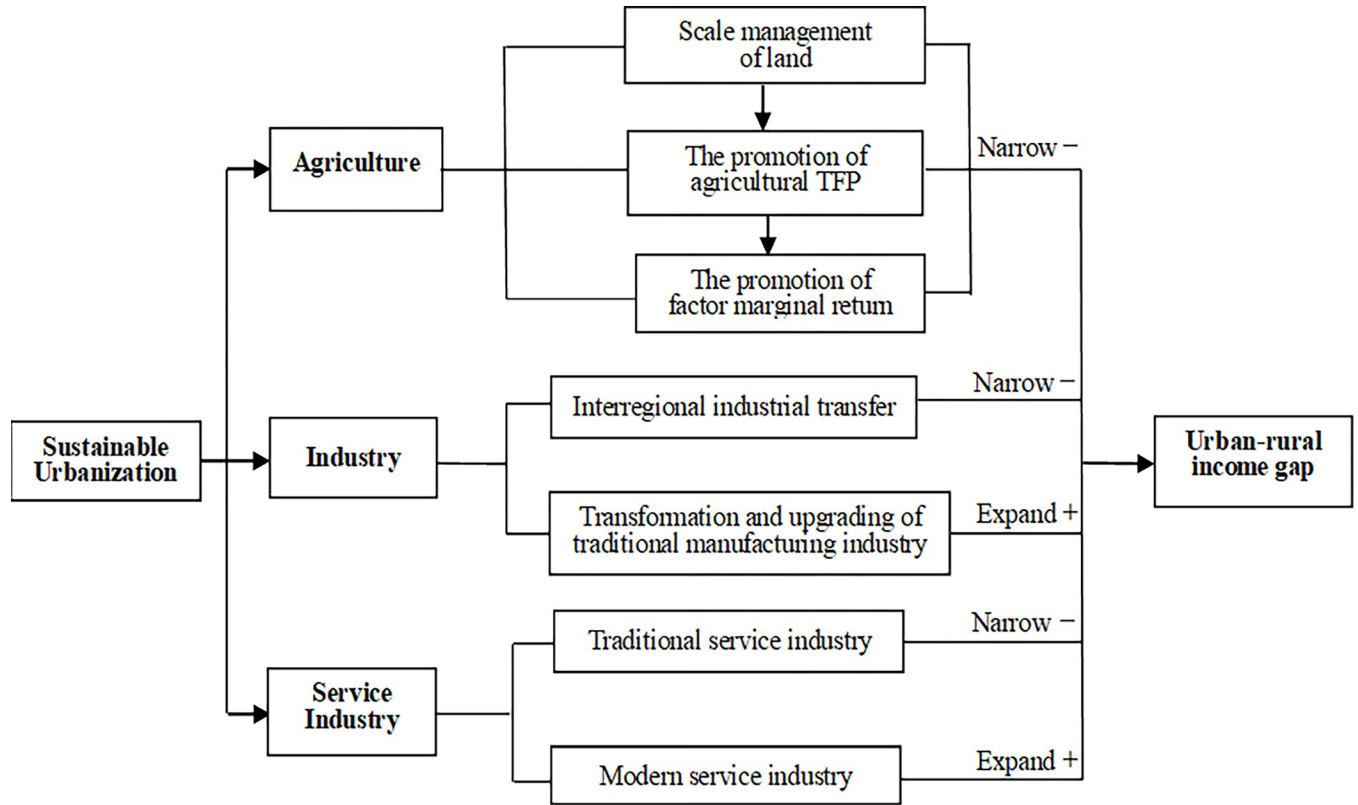 Scale management
of land
Narrow −
Agriculture
The promotion of
agricultural TFP
The promotion of
factor marginal return
Narrow −
Interregional industrial transfer
Sustainable
Urbanization
Industry
Urban-rural
income gap
Expand +
Transformation and upgrading of
traditional manufacturing industry
Narrow −
Traditional service industry
Service
Industry
Expand +
Modern service industry